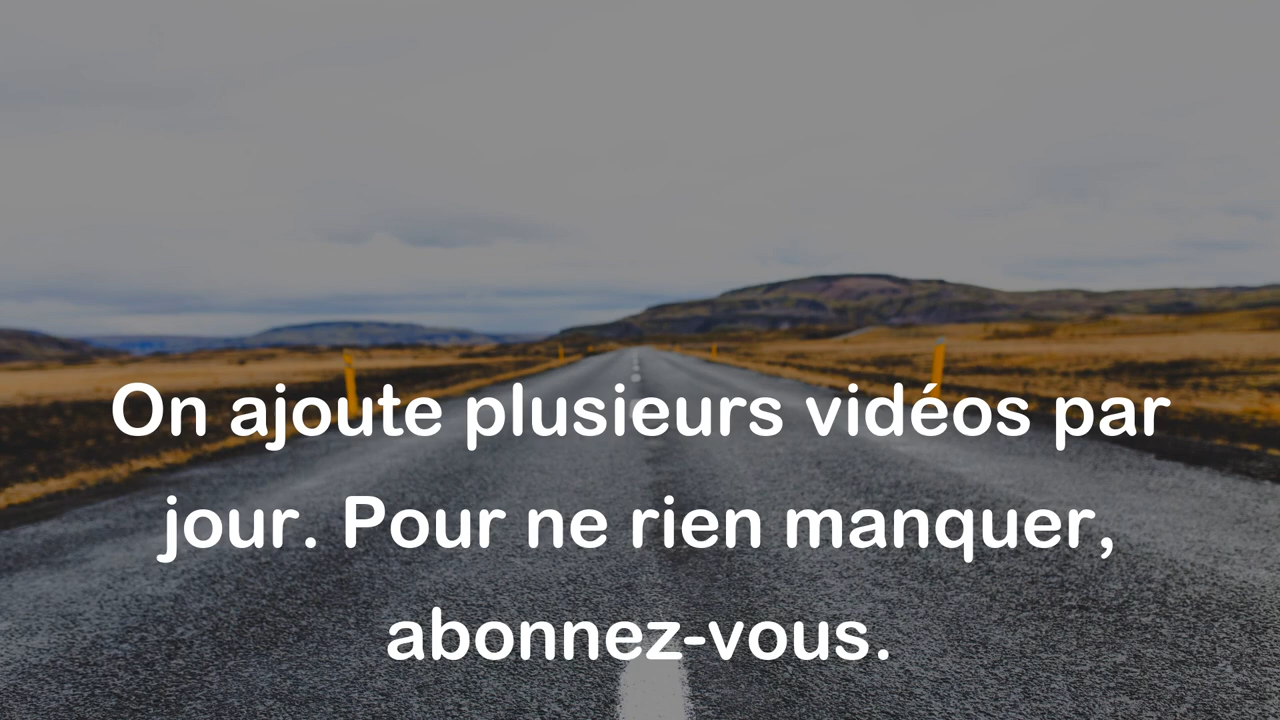 On ajoute plusieurs vidéos par
jour. Pour ne rien manquer,
abonnez-vous.